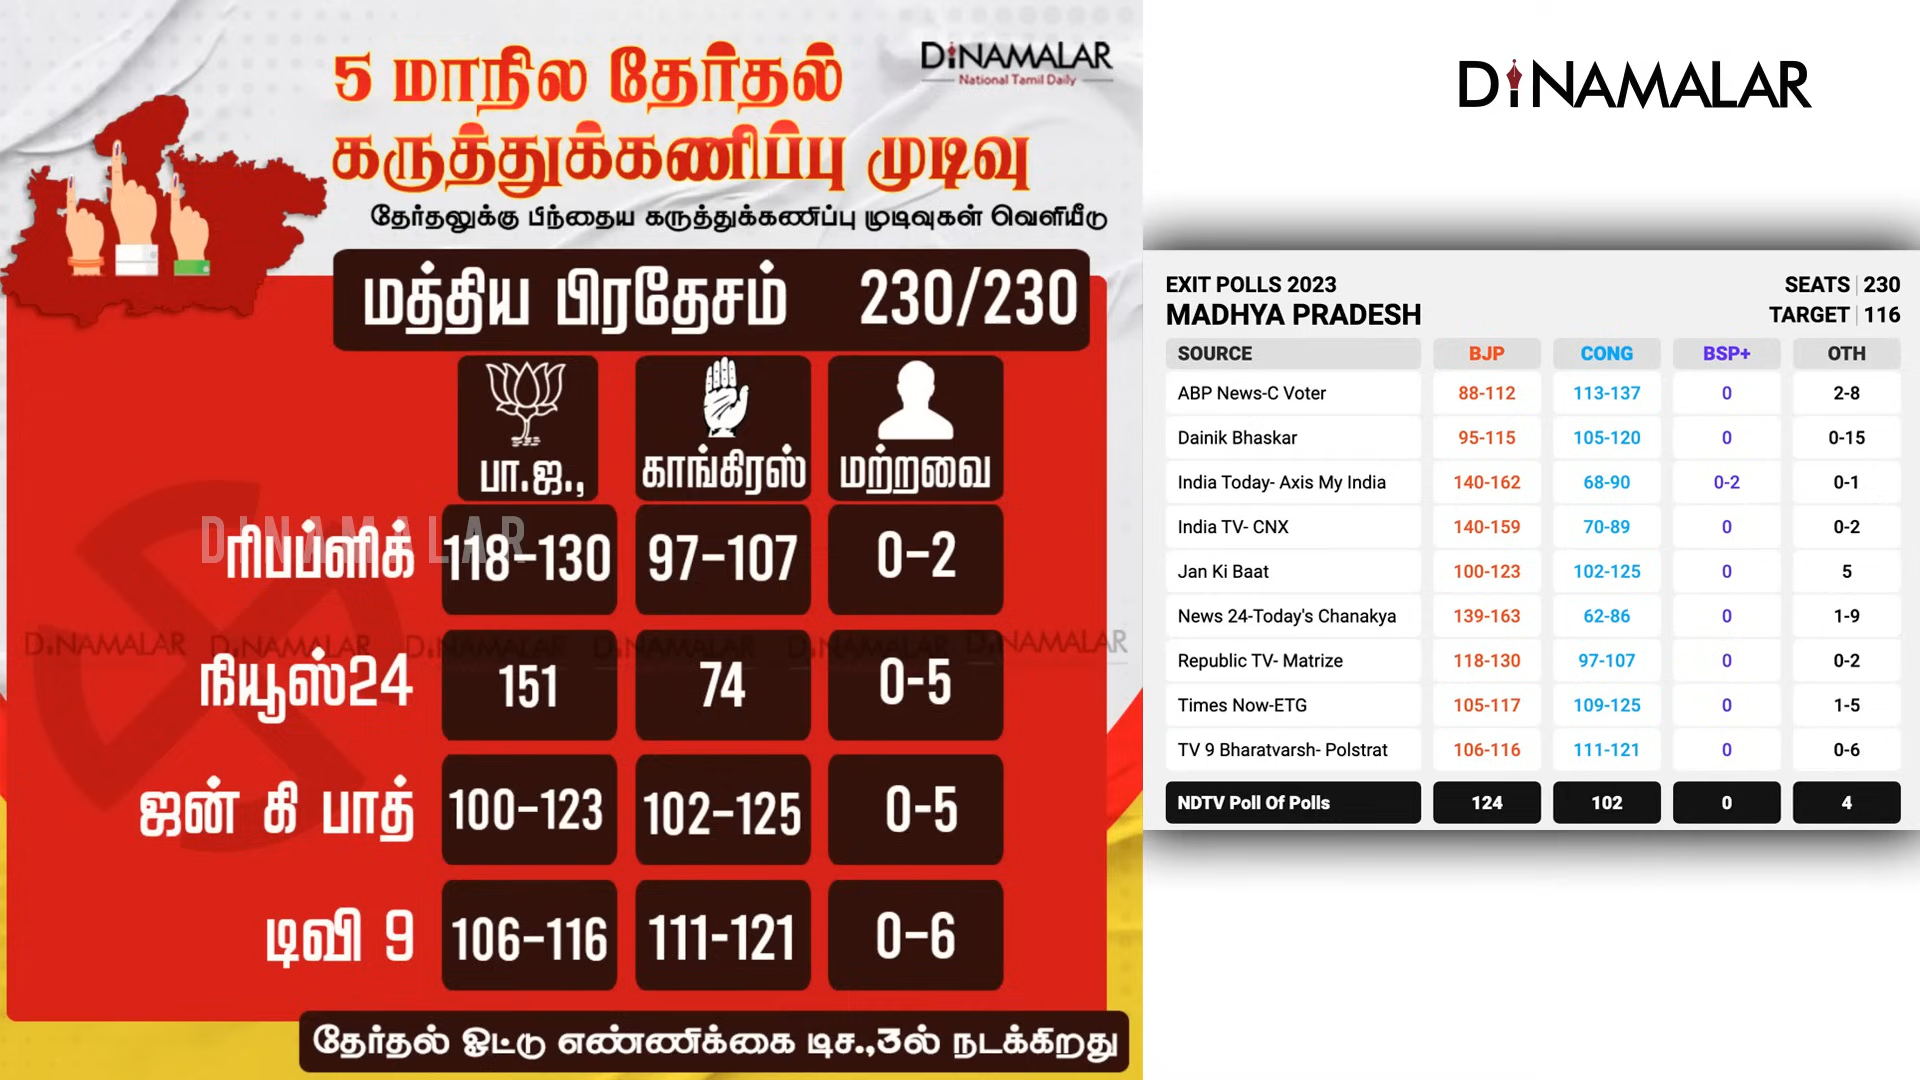 5 மாநில தேர்தல்
கருத்துக்கணிப்பு முடிவு
DINAMALAR
National Tamil Daily
தேர்தலுக்கு பிந்தைய கருத்துக்கணிப்பு முடிவுகள் வெளியீடு
மத்திய பிரதேசம் 230/230
பா.ஜ., காங்கிரஸ் மற்றவை
DINAMALAR
ரிபப்ளிக் 118-130 97-107 0-2
DINAMALAR DINAMALAR DINAMALAR DINAMALAR DINAMALAR DINAMALAR
நியூஸ்24 151 74 0-5
ஜன் கி பாத் 100-123 102-125 0-5
டிவி 9 106-116 111-121 0-6
தேர்தல் ஓட்டு எண்ணிக்கை டிச.,3ல் நடக்கிறது
DINAMALAR
EXIT POLLS 2023 SEATS | 230
MADHYA PRADESH TARGET | 116
SOURCE BJP CONG BSP+ OTH
ABP News-C Voter 88-112 113-137 0 2-8
Dainik Bhaskar 95-115 105-120 0 0-15
India Today- Axis My India 140-162 68-90 0-2 0-1
India TV- CNX 140-159 70-89 0 0-2
Jan Ki Baat 100-123 102-125 0 5
News 24-Today's Chanakya 139-163 62-86 0 1-9
Republic TV- Matrize 118-130 97-107 0 0-2
Times Now-ETG 105-117 109-125 0 1-5
TV 9 Bharatvarsh- Polstrat 106-116 111-121 0 0-6
NDTV Poll Of Polls 124 102 0 4